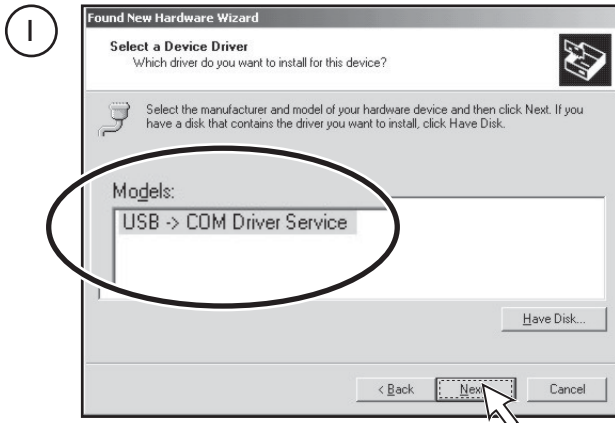 I
Found New Hardware Wizard
Select a Device Driver
Which driver do you want to install for this device?
Select the manufacturer and model of your hardware device and then click Next. If you
have a disk that contains the driver you want to install, click Have Disk.
Models:
USB -> COM Driver Service
Have Disk...
< Back
Cancel